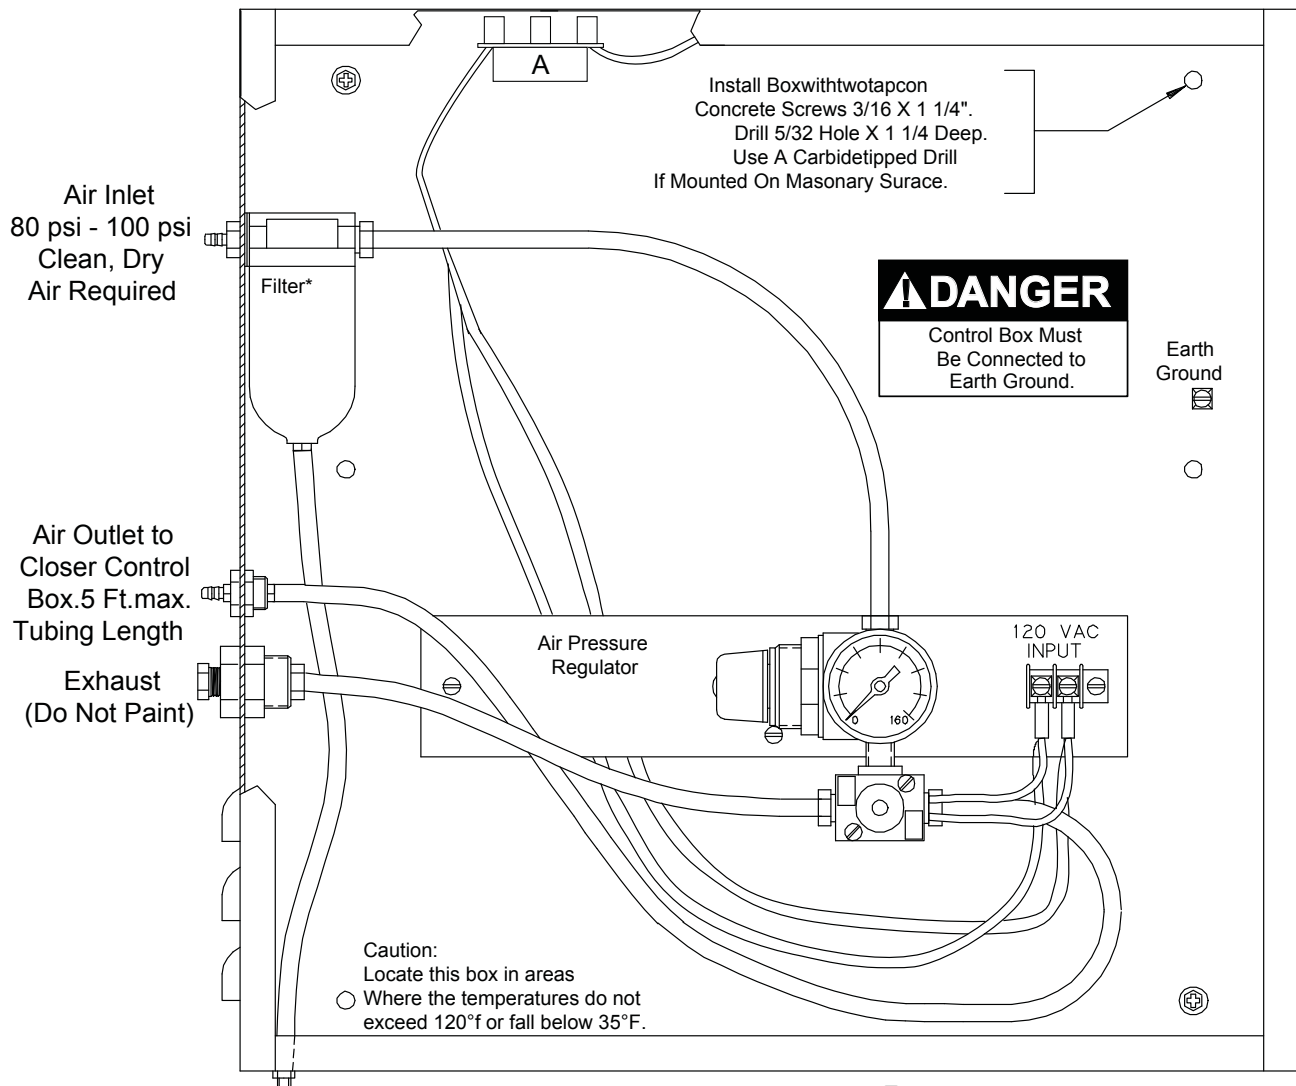 A
Install Boxwithtwotapcon
Concrete Screws 3/16 X 1 1/4".
Drill 5/32 Hole X 1 1/4 Deep.
Use A Carbidetipped Drill
If Mounted On Masonary Surace.
Air Inlet
80 psi - 100 psi
Clean, Dry
Air Required
Filter*
DANGER
Control Box Must
Be Connected to
Earth Ground.
Earth
Ground
Air Outlet to
Closer Control
Box.5 Ft.max.
Tubing Length
Exhaust
(Do Not Paint)
Air Pressure
Regulator
0
160
120 VAC
INPUT
Caution:
Locate this box in areas
Where the temperatures do not
exceed 120°f or fall below 35°F.